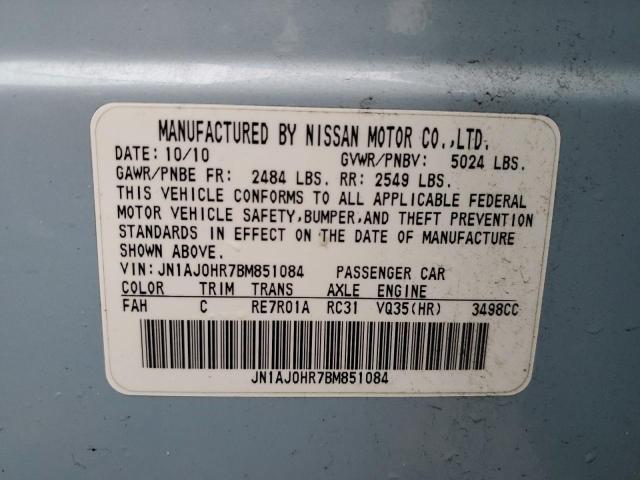 MANUFACTURED BY NISSAN MOTOR CO.,LTD.
DATE: 10/10 GVWR/PNBV: 5024 LBS.
GAWR/PNBE FR: 2484 LBS. RR: 2549 LBS.
THIS VEHICLE CONFORMS TO ALL APPLICABLE FEDERAL
MOTOR VEHICLE SAFETY,BUMPER,AND THEFT PREVENTION
STANDARDS IN EFFECT ON THE DATE OF MANUFACTURE
SHOWN ABOVE.
VIN: JN1AJ0HR7BM851084 PASSENGER CAR
COLOR TRIM TRANS AXLE ENGINE
FAH C RE7R01A RC31 VQ35(HR) 3498CC
JN1AJ0HR7BM851084